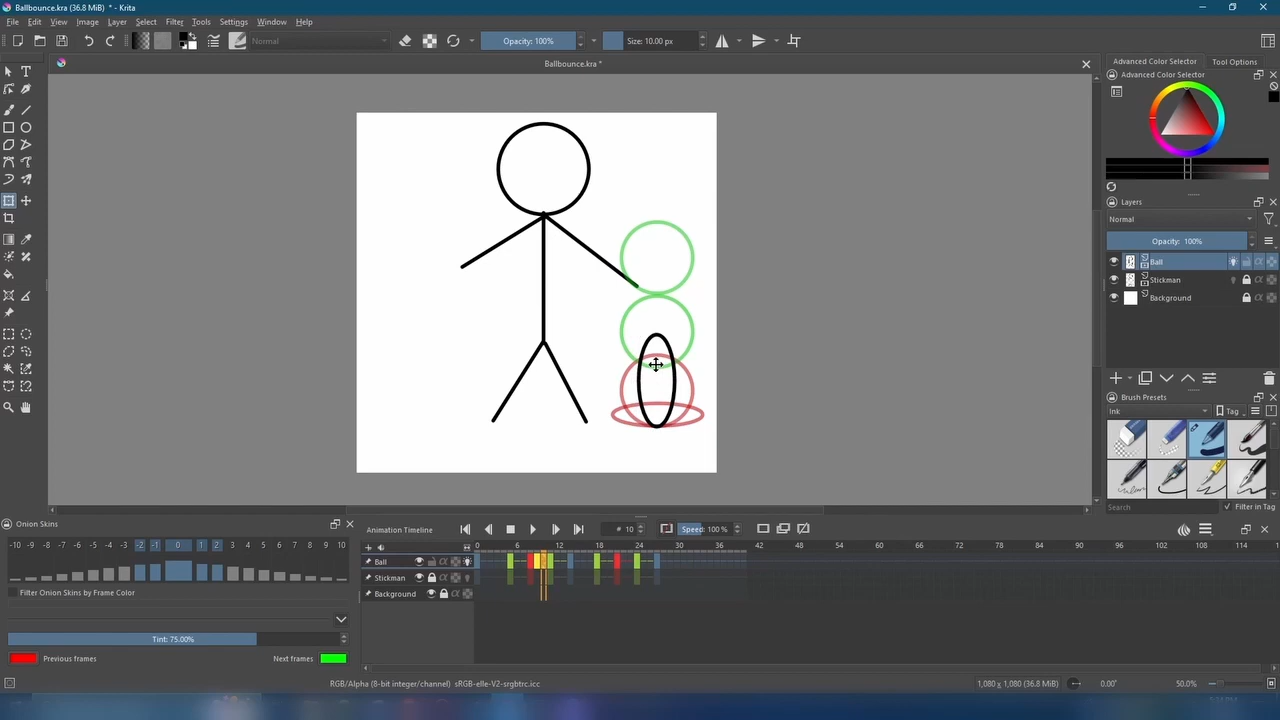 Ballbounce.kra (36.8 MiB) * - Krita
File Edit View Image Layer Select Filter Tools Settings Window Help
Normal Opacity: 100% Size: 10.00 px
Ballbounce.kra *
Advanced Color Selector Tool Options
Advanced Color Selector
Layers
Normal
Opacity: 100%
Ball
Stickman
Background
Brush Presets
Ink Tag
Search Filter in Tag
Onion Skins
-10 -9 -8 -7 -6 -5 -4 -3 -2 -1 0 1 2 3 4 5 6 7 8 9 10
Filter Onion Skins by Frame Color
Tint: 75.00%
Previous frames Next frames
Animation Timeline # 10 Speed: 100 %
0 6 12 18 24 30 36 42 48 54 60 66 72 78 84 90 96 102 108 114 1
Ball
Stickman
Background
RGB/Alpha (8-bit integer/channel) sRGB-elle-V2-srgbtrc.icc 1,080 x 1,080 (36.8 MiB) 0.00° 50.0%